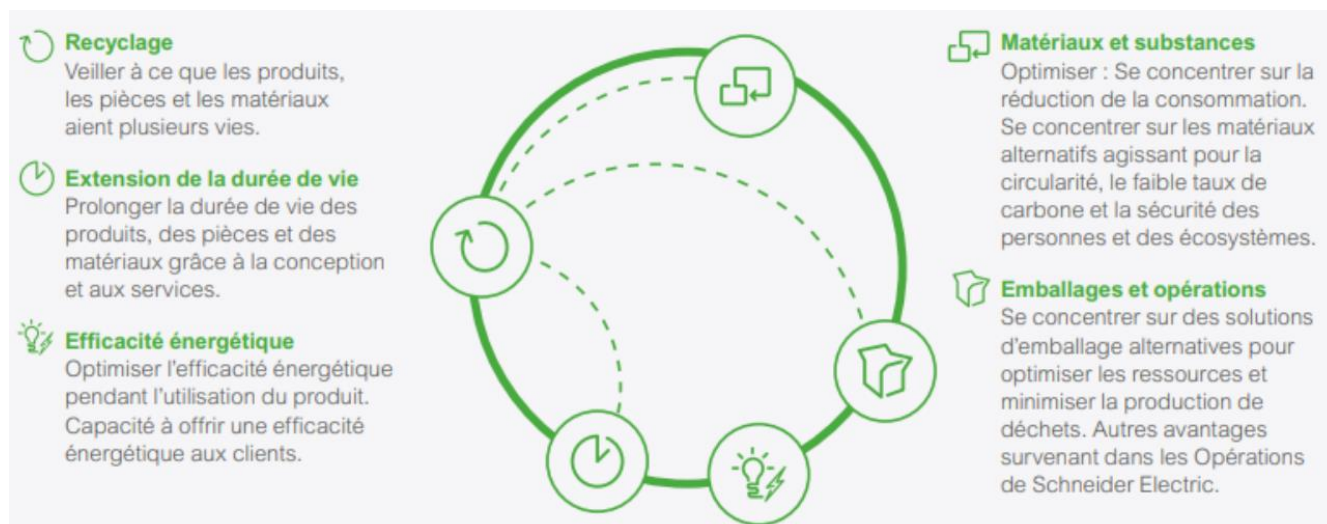 Recyclage
Veiller à ce que les produits,
les pièces et les matériaux
aient plusieurs vies.
Extension de la durée de vie
Prolonger la durée de vie des
produits, des pièces et des
matériaux grâce à la conception
et aux services.
Efficacité énergétique
Optimiser l'efficacité énergétique
pendant l'utilisation du produit.
Capacité à offrir une efficacité
énergétique aux clients.
Matériaux et substances
Optimiser : Se concentrer sur la
réduction de la consommation.
Se concentrer sur les matériaux
alternatifs agissant pour la
circularité, le faible taux de
carbone et la sécurité des
personnes et des écosystèmes.
Emballages et opérations
Se concentrer sur des solutions
d'emballage alternatives pour
optimiser les ressources et
minimiser la production de
déchets. Autres avantages
survenant dans les Opérations
de Schneider Electric.